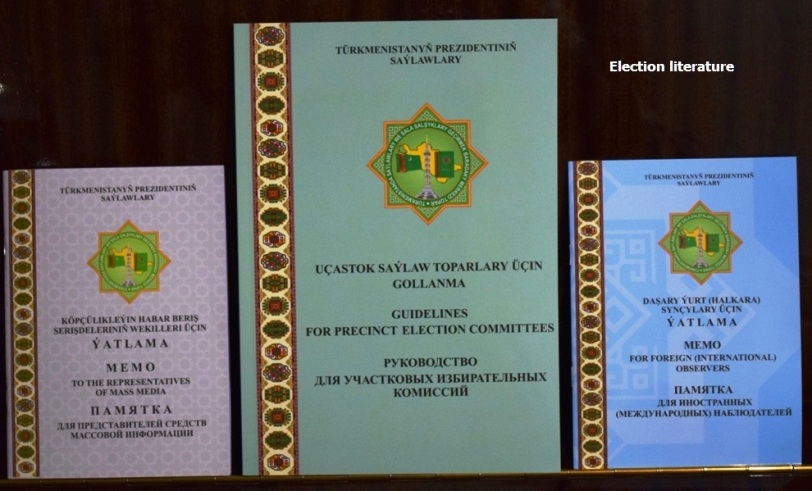 Election literature
TÜRKMENISTANYŇ PREZIDENTINIŇ
SAÝLAWLARY
KÖPÇÜLIKLEÝIN HABAR BERIŞ
SERIŞDELERINIŇ WEKILLERI ÜÇIN
ÝATLAMA
MEMO
TO THE REPRESENTATIVES
OF MASS MEDIA
ПАМЯТКА
ДЛЯ ПРЕДСТАВИТЕЛЕЙ СРЕДСТВ
МАССОВОЙ ИНФОРМАЦИИ
TÜRKMENISTANYŇ PREZIDENTINIŇ
SAÝLAWLARY
UÇASTOK SAÝLAW TOPARLARY ÜÇIN
GOLLANMA
GUIDELINES
FOR PRECINCT ELECTION COMMITTEES
РУКОВОДСТВО
ДЛЯ УЧАСТКОВЫХ ИЗБИРАТЕЛЬНЫХ
КОМИССИЙ
TÜRKMENISTANYŇ PREZIDENTINIŇ
SAÝLAWLARY
DAŞARY ÝURT (HALKARA)
SYNÇYLARY ÜÇIN
ÝATLAMA
MEMO
FOR FOREIGN (INTERNATIONAL)
OBSERVERS
ПАМЯТКА
ДЛЯ ИНОСТРАННЫХ
(МЕЖДУНАРОДНЫХ) НАБЛЮДАТЕЛЕЙ